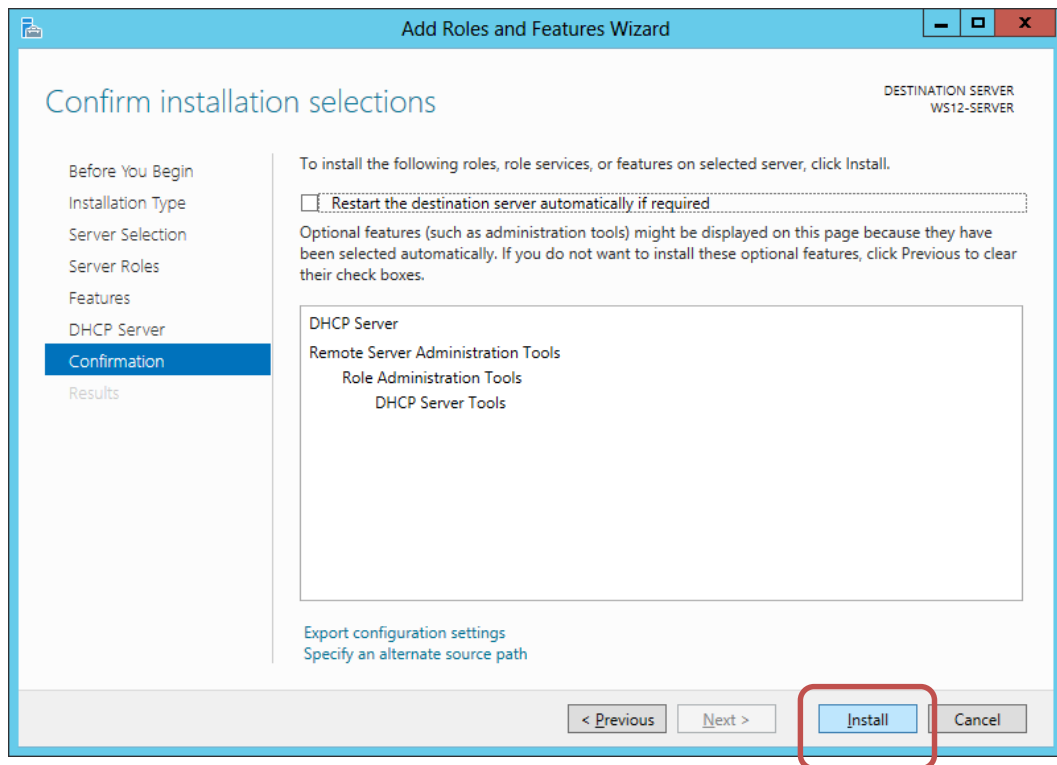 Add Roles and Features Wizard
Confirm installation selections
DESTINATION SERVER
WS12-SERVER
Before You Begin
Installation Type
Server Selection
Server Roles
Features
DHCP Server
Confirmation
Results
To install the following roles, role services, or features on selected server, click Install.
Restart the destination server automatically if required
Optional features (such as administration tools) might be displayed on this page because they have
been selected automatically. If you do not want to install these optional features, click Previous to clear
their check boxes.
DHCP Server
Remote Server Administration Tools
Role Administration Tools
DHCP Server Tools
Export configuration settings
Specify an alternate source path
< Previous
Next >
Install
Cancel